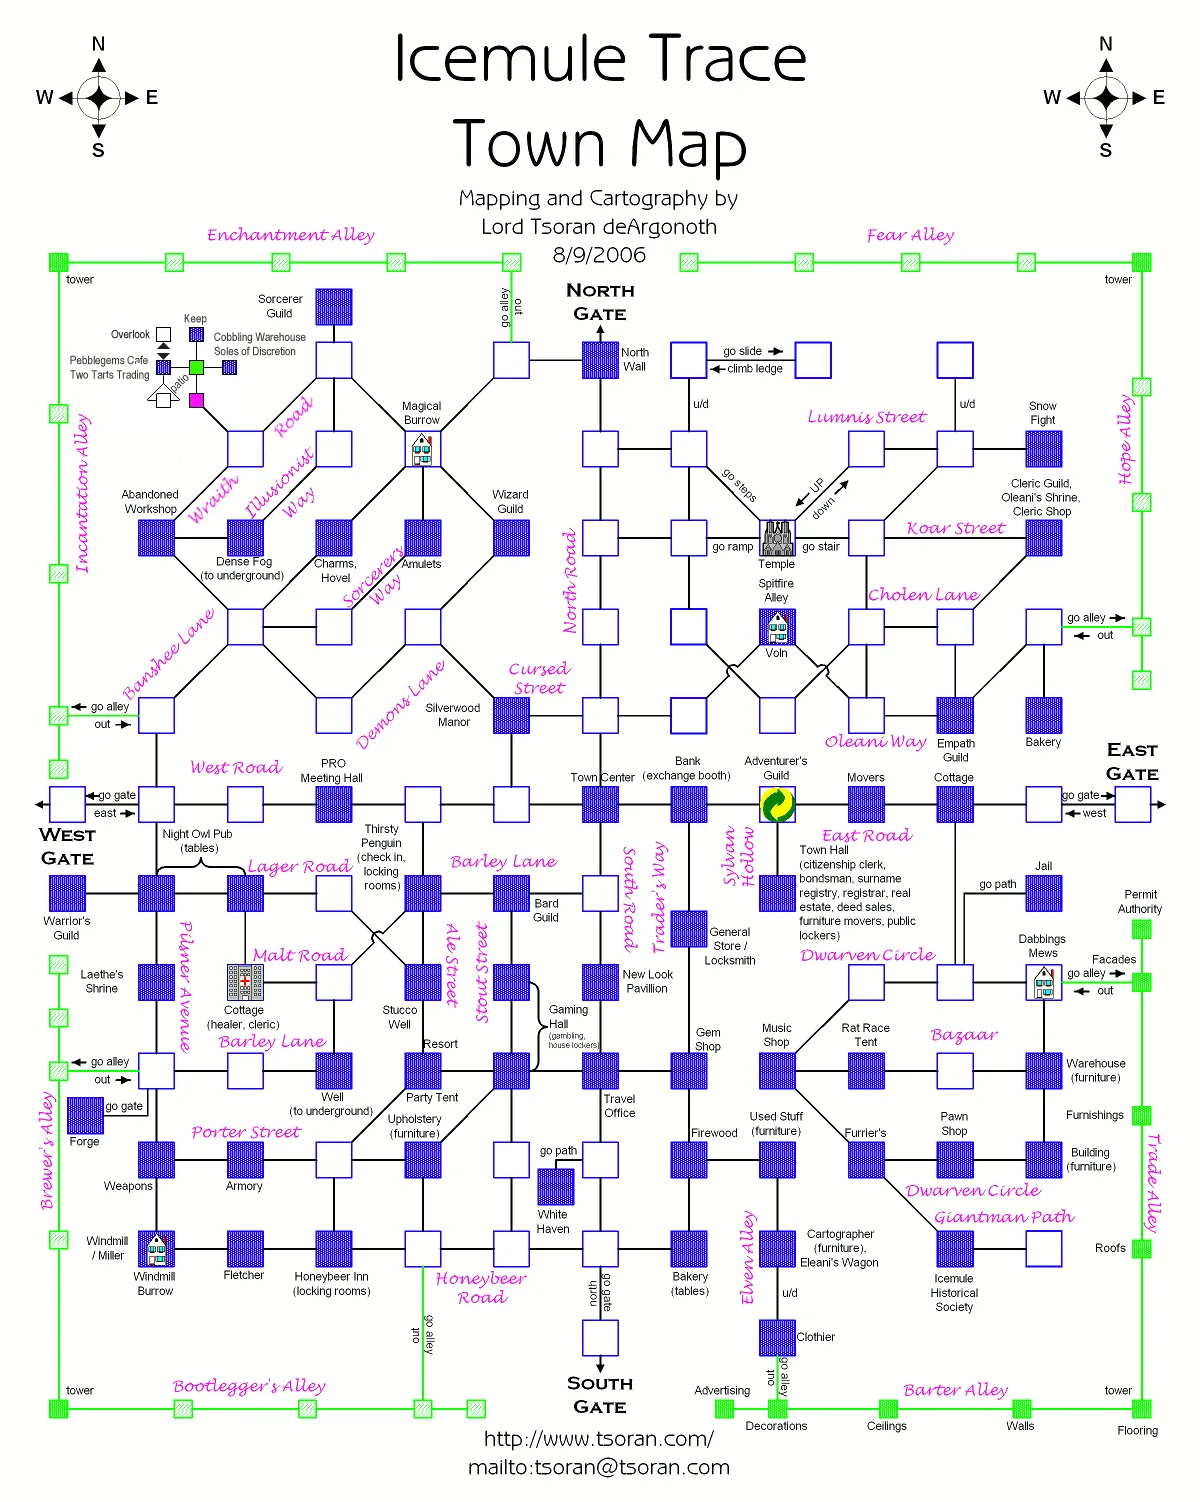 Icemule Trace
Town Map
Mapping and Cartography by
Lord Tsoran deArgonoth
8/9/2006
N
W
E
S
N
W
E
S
Enchantment Alley
Fear Alley
tower
tower
go alley
out
NORTH
GATE
Sorcerer
Guild
Keep
Overlook
Cobbling Warehouse
Soles of Discretion
Pebblegems Cafe
Two Tarts Trading
patio
North
Wall
go slide
climb ledge
u/d
u/d
Magical
Burrow
Lumnis Street
Snow
Fight
Road
Wraith
Illusionist
Way
Incantation Alley
Hope Alley
go steps
UP
down
Cleric Guild,
Oleani's Shrine,
Cleric Shop
Abandoned
Workshop
Wizard
Guild
Koar Street
North Road
go ramp
go stair
Temple
Dense Fog
(to underground)
Charms,
Hovel
Sorcerers
Way
Amulets
Spitfire
Alley
Cholen Lane
go alley
out
Voln
Banshee Lane
Demons Lane
Cursed
Street
Silverwood
Manor
go alley
out
Oleani Way
Empath
Guild
Bakery
EAST
GATE
West Road
PRO
Meeting Hall
Town Center
Bank
(exchange booth)
Adventurer's
Guild
Movers
Cottage
go gate
east
go gate
west
WEST
GATE
Night Owl Pub
(tables)
Thirsty
Penguin
(check in,
locking
rooms)
Lager Road
Barley Lane
South Road
Trader's Way
Sylvan
Hollow
East Road
Town Hall
(citizenship clerk,
bondsman, surname
registry, registrar, real
estate, deed sales,
furniture movers, public
lockers)
Jail
go path
Permit
Authority
Warrior's
Guild
Bard
Guild
General
Store /
Locksmith
Pilsner Avenue
Malt Road
Ale Street
Stout Street
Dwarven Circle
Dabbings
Mews
Facades
go alley
out
Laethe's
Shrine
New Look
Pavillion
Cottage
(healer, cleric)
Stucco
Well
Gaming
Hall
(gambling,
house lockers)
Gem
Shop
Music
Shop
Rat Race
Tent
Bazaar
Barley Lane
Resort
go alley
out
Warehouse
(furniture)
Well
(to underground)
Party Tent
Travel
Office
go gate
Forge
Brewer's Alley
Porter Street
Upholstery
(furniture)
Firewood
Used Stuff
(furniture)
Furrier's
Pawn
Shop
Furnishings
Trade Alley
Building
(furniture)
go path
Weapons
Armory
White
Haven
Dwarven Circle
Giantman Path
Windmill
/ Miller
Windmill
Burrow
Fletcher
Honeybeer Inn
(locking rooms)
Honeybeer
Road
Bakery
(tables)
Elven Alley
Cartographer
(furniture),
Eleani's Wagon
Icemule
Historical
Society
Roofs
go gate
north
u/d
go alley
out
Clothier
go alley
out
SOUTH
GATE
tower
Bootlegger's Alley
Advertising
Barter Alley
tower
Decorations
Ceilings
Walls
Flooring
http://www.tsoran.com/
mailto:tsoran@tsoran.com